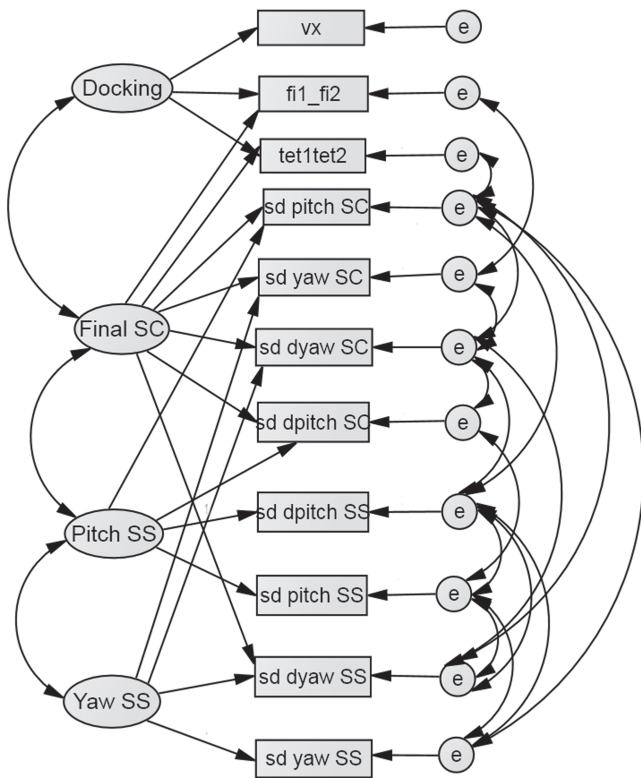 vx
e
Docking
fi1_fi2
e
tet1tet2
e
sd pitch SC
e
sd yaw SC
e
Final SC
sd dyaw SC
e
sd dpitch SC
e
Pitch SS
sd dpitch SS
e
sd pitch SS
e
Yaw SS
sd dyaw SS
e
sd yaw SS
e